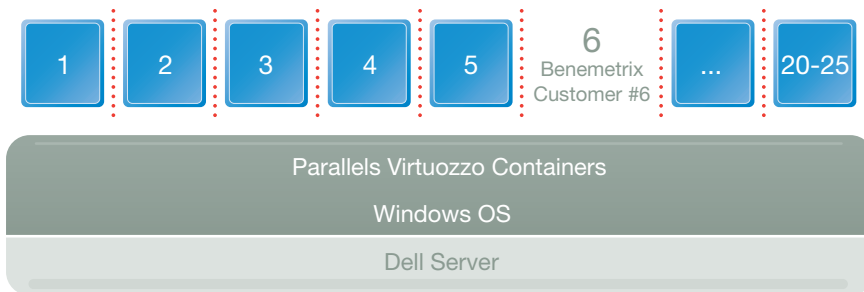 1
2
3
4
5
6
Benemetrix
Customer #6
...
20-25
Parallels Virtuozzo Containers
Windows OS
Dell Server